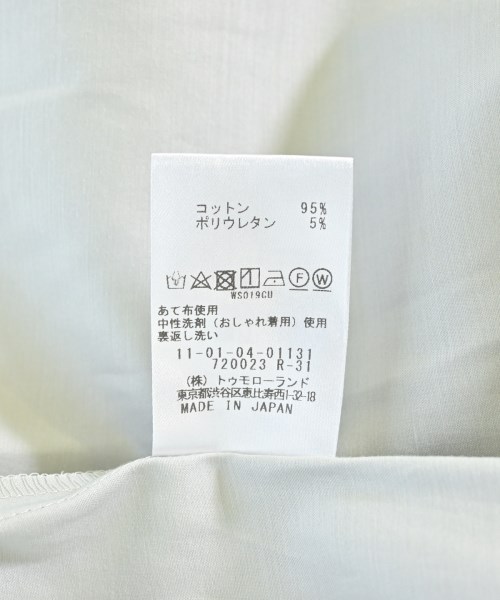 コットン 95%
ポリウレタン 5%
Ⓕ Ⓦ
WS019GU
あて布使用
中性洗剤（おしゃれ着用）使用
裏返し洗い
11-01-04-01131
720023 R-31
（株）トゥモローランド
東京都渋谷区恵比寿西1-32-18
MADE IN JAPAN